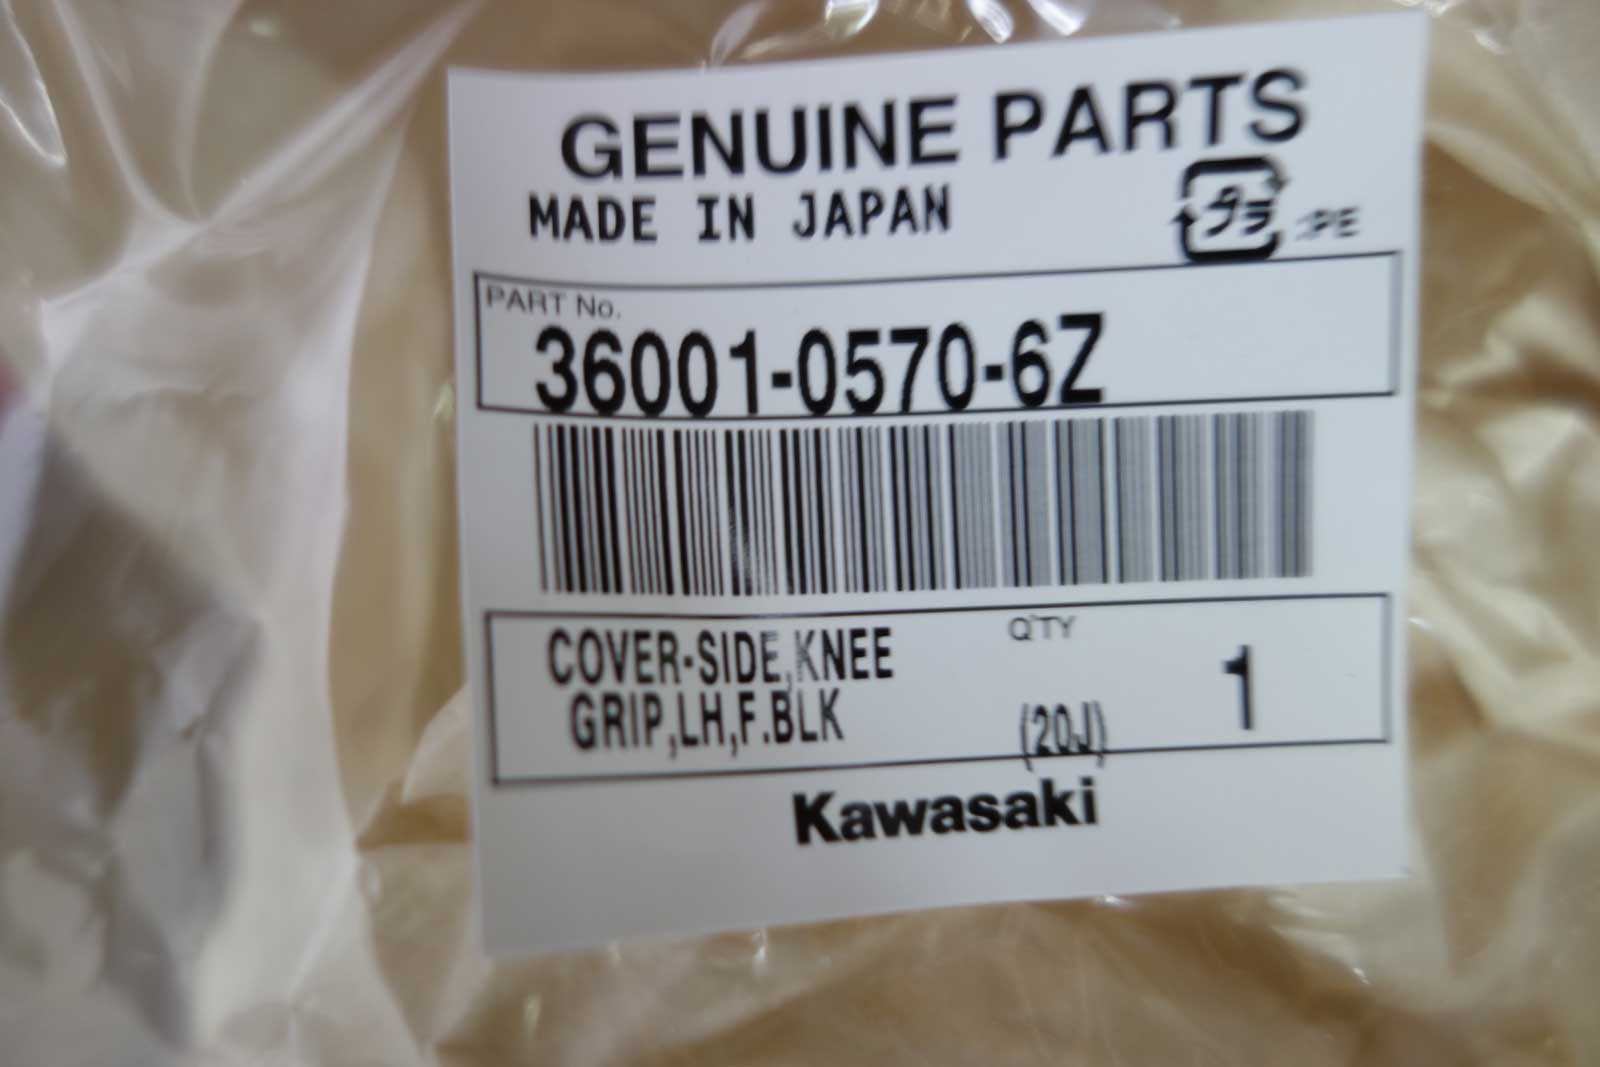 GENUINE PARTS
MADE IN JAPAN
プラ :PE
PART No.
36001-0570-6Z
COVER-SIDE,KNEE
GRIP,LH,F.BLK
Q'TY
(20J)
1
Kawasaki